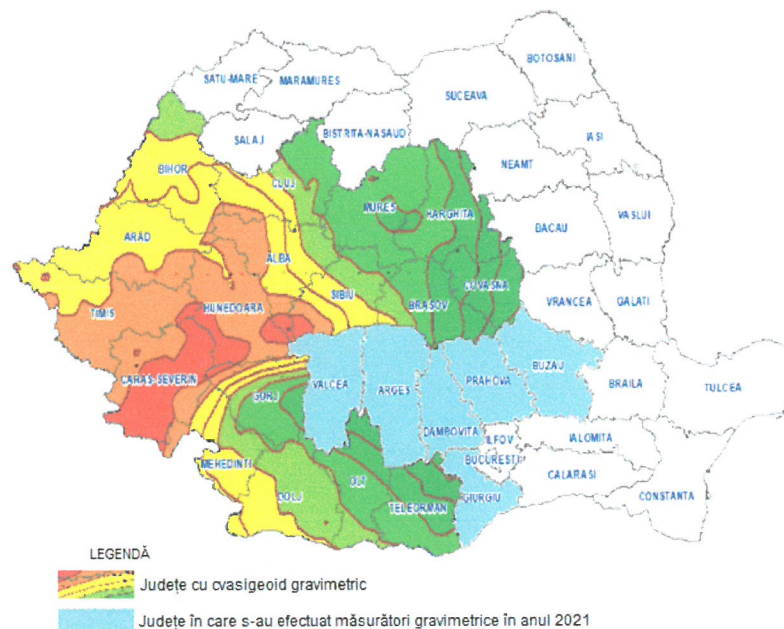 BOTOSANI
SATU-MARE
MARAMURES
SUCEAVA
SALAJ
BISTRITA-NASAUD
IASI
NEAMT
BIHOR
CLUJ
MURES
HARGHITA
BACAU
VASLUI
ARAD
ALBA
SIBIU
BRASOV
COVASNA
VRANCEA
GALATI
TIMIS
HUNEDOARA
CARAS-SEVERIN
VALCEA
ARGES
PRAHOVA
BUZAU
BRAILA
TULCEA
GORJ
DAMBOVITA
ILFOV
IALOMITA
BUCURESTI
MEHEDINTI
DOLJ
OLT
TELEORMAN
GIURGIU
CALARASI
CONSTANTA
LEGENDĂ
Județe cu cvasigeoid gravimetric
Județe în care s-au efectuat măsurători gravimetrice în anul 2021